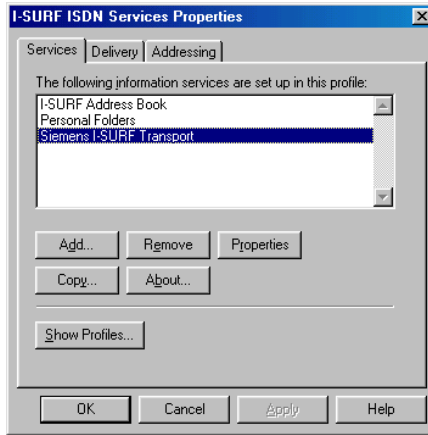 I-SURF ISDN Services Properties
Services Delivery Addressing
The following information services are set up in this profile:
I-SURF Address Book
Personal Folders
Siemens I-SURF Transport
Add... Remove Properties
Copy... About...
Show Profiles...
OK Cancel Apply Help